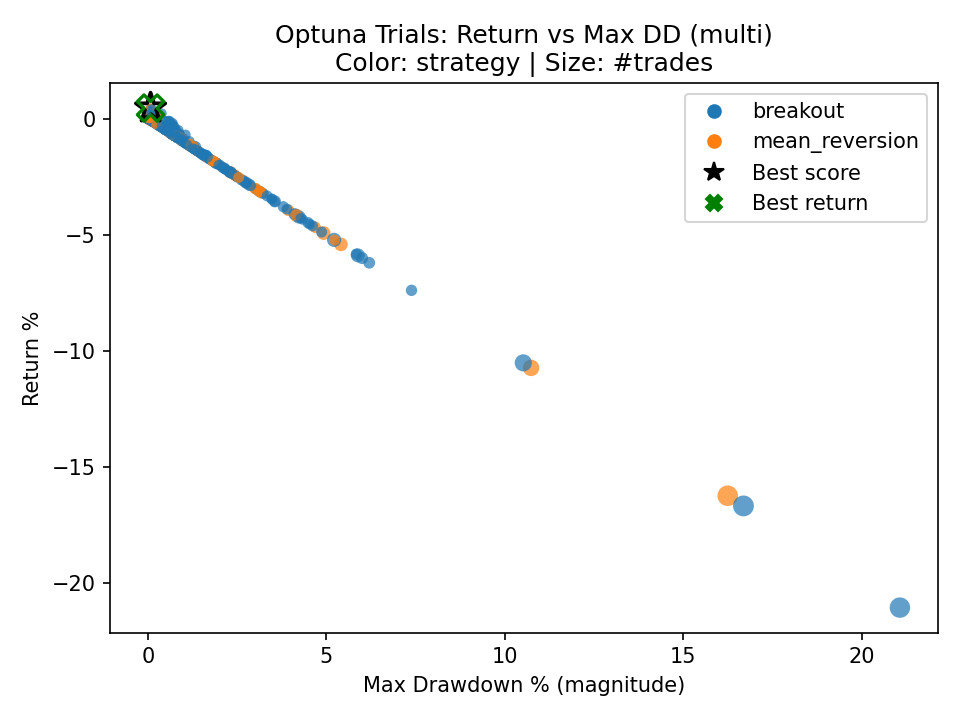 Optuna Trials: Return vs Max DD (multi)
Color: strategy | Size: #trades
breakout
mean_reversion
Best score
Best return
Return %
0
−5
−10
−15
−20
0 5 10 15 20
Max Drawdown % (magnitude)